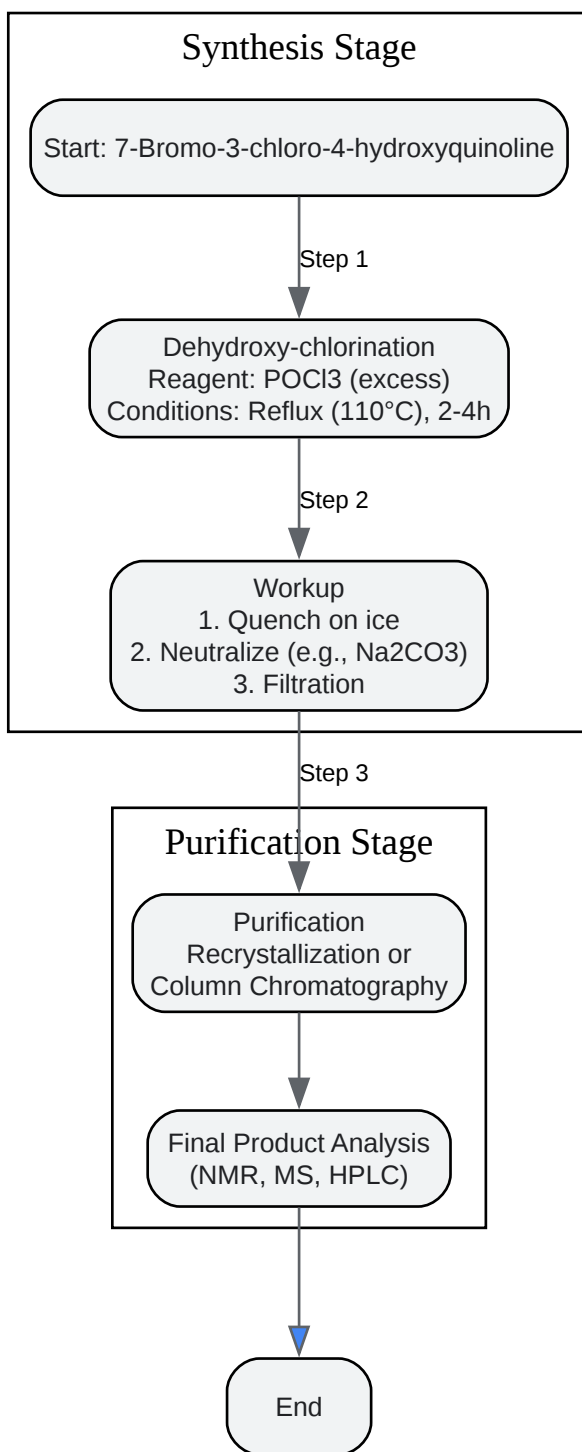 Synthesis Stage
Start: 7-Bromo-3-chloro-4-hydroxyquinoline
Step 1
Dehydroxy-chlorination
Reagent: POCl3 (excess)
Conditions: Reflux (110°C), 2-4h
Step 2
Workup
1. Quench on ice
2. Neutralize (e.g., Na2CO3)
3. Filtration
Step 3
Purification Stage
Purification
Recrystallization or
Column Chromatography
Final Product Analysis
(NMR, MS, HPLC)
End